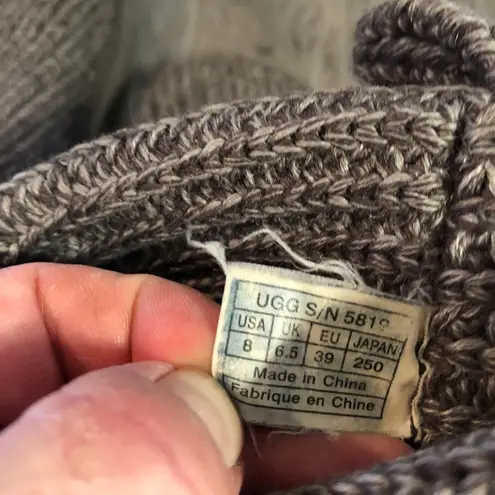 UGG S/N 5819
USA UK EU JAPAN
8 6.5 39 250
Made in China
Fabrique en Chine